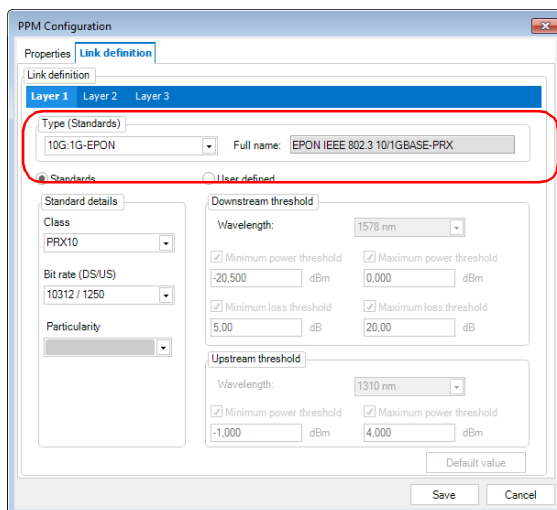 PPM Configuration
Properties Link definition
Link definition
Layer 1 Layer 2 Layer 3
Type (Standards)
10G:1G-EPON Full name: EPON IEEE 802.3 10/1GBASE-PRX
Standards User defined
Standard details
Class
PRX10
Bit rate (DS/US)
10312 / 1250
Particularity
Downstream threshold
Wavelength: 1578 nm
Minimum power threshold Maximum power threshold
-20,500 dBm 0,000 dBm
Minimum loss threshold Maximum loss threshold
5,00 dB 20,00 dB
Upstream threshold
Wavelength: 1310 nm
Minimum power threshold Maximum power threshold
-1,000 dBm 4,000 dBm
Default value
Save Cancel